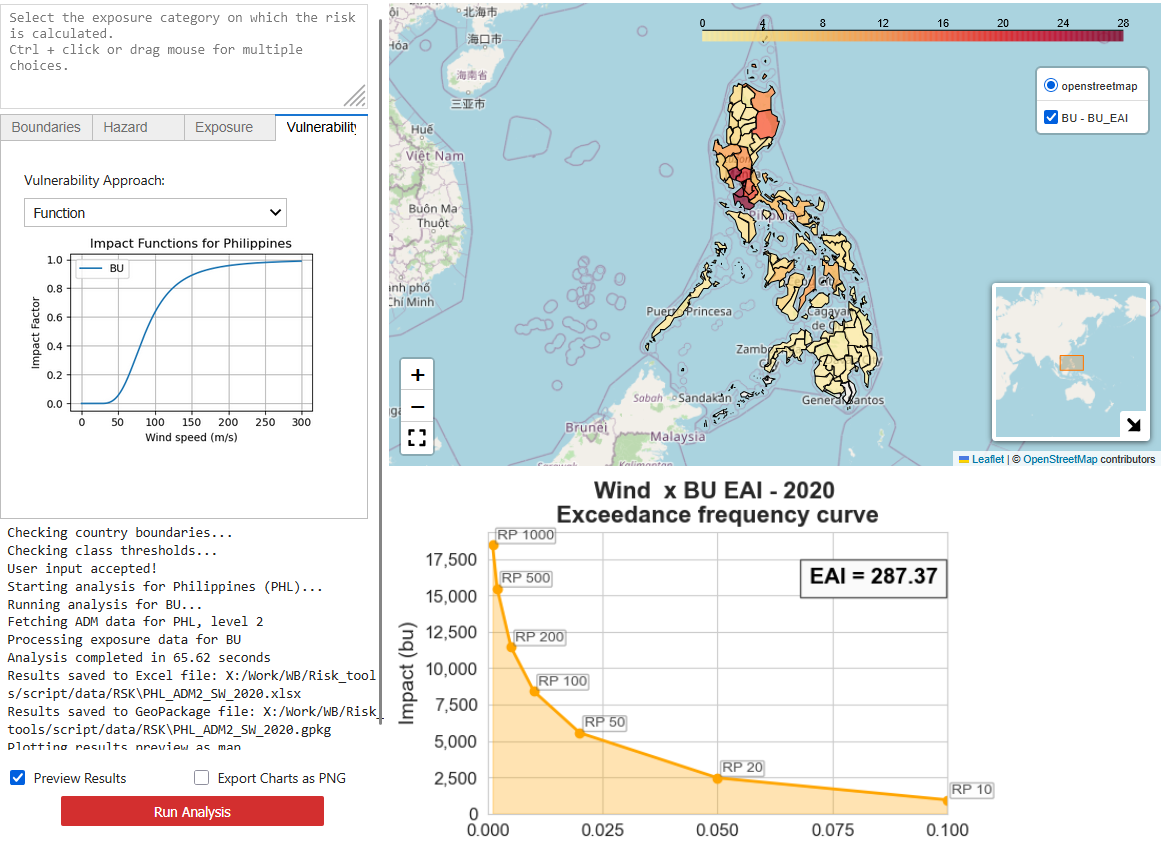 Select the exposure category on which the risk
is calculated.
Ctrl + click or drag mouse for multiple
choices.
Boundaries
Hazard
Exposure
Vulnerability
Vulnerability Approach:
Function
Impact Functions for Philippines
BU
1.0
0.8
0.6
0.4
0.2
0.0
Impact Factor
0 50 100 150 200 250 300
Wind speed (m/s)
Checking country boundaries...
Checking class thresholds...
User input accepted!
Starting analysis for Philippines (PHL)...
Running analysis for BU...
Fetching ADM data for PHL, level 2
Processing exposure data for BU
Analysis completed in 65.62 seconds
Results saved to Excel file: X:/Work/WB/Risk_tool
s/script/data/RSK\PHL_ADM2_SW_2020.xlsx
Results saved to GeoPackage file: X:/Work/WB/Risk_
tools/script/data/RSK\PHL_ADM2_SW_2020.gpkg
Plotting results preview as map
Preview Results
Export Charts as PNG
Run Analysis
0 4 8 12 16 20 24 28
openstreetmap
BU - BU_EAI
北海市
海口市
海南省
三亚市
Hóa
Huế
Việt Nam
Buôn Ma
Thuột
ành phố
Chí Minh
Puerto Princesa
Cagayan
de
Zamb
General Santos
Sabah
Sandakan
Brunei
Malaysia
Sarawak
Kalimantan
+
−
Leaflet | © OpenStreetMap contributors
Wind x BU EAI - 2020
Exceedance frequency curve
EAI = 287.37
RP 1000
RP 500
RP 200
RP 100
RP 50
RP 20
RP 10
17,500
15,000
12,500
10,000
7,500
5,000
2,500
0
Impact (bu)
0.000 0.025 0.050 0.075 0.100